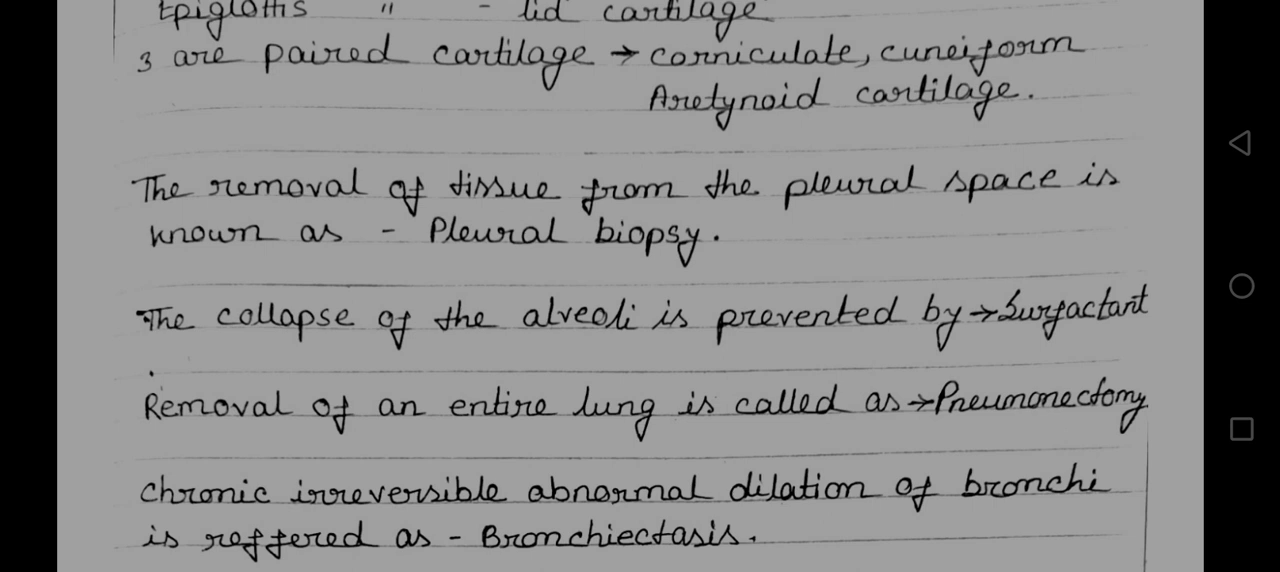 Epiglottis " - lid cartilage
3 are paired cartilage → corniculate, cuneiform
Aretynoid cartilage.
The removal of tissue from the pleural space is
known as - Pleural biopsy.
The collapse of the alveoli is prevented by → Surfactant
Removal of an entire lung is called as → Pneumonectomy
Chronic irreversible abnormal dilation of bronchi
is reffered as - Bronchiectasis.